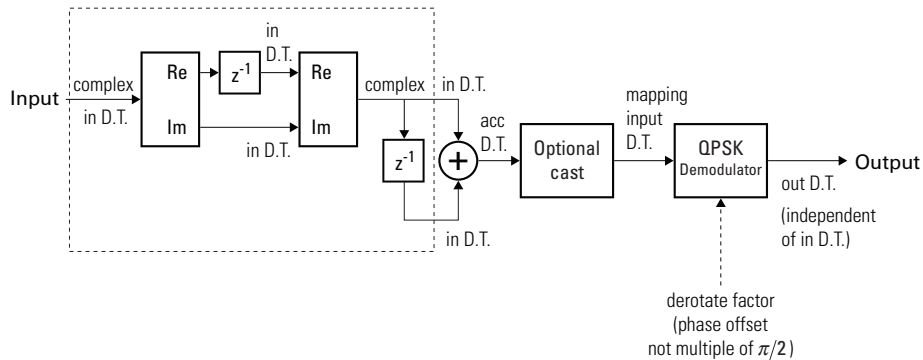 Input
complex
in D.T.
Re
Im
z-1
in
D.T.
in D.T.
Re
Im
complex
z-1
in D.T.
+
in D.T.
acc
D.T.
Optional
cast
mapping
input
D.T.
QPSK
Demodulator
out D.T.
(independent
of in D.T.)
Output
derotate factor
(phase offset
not multiple of π/2 )